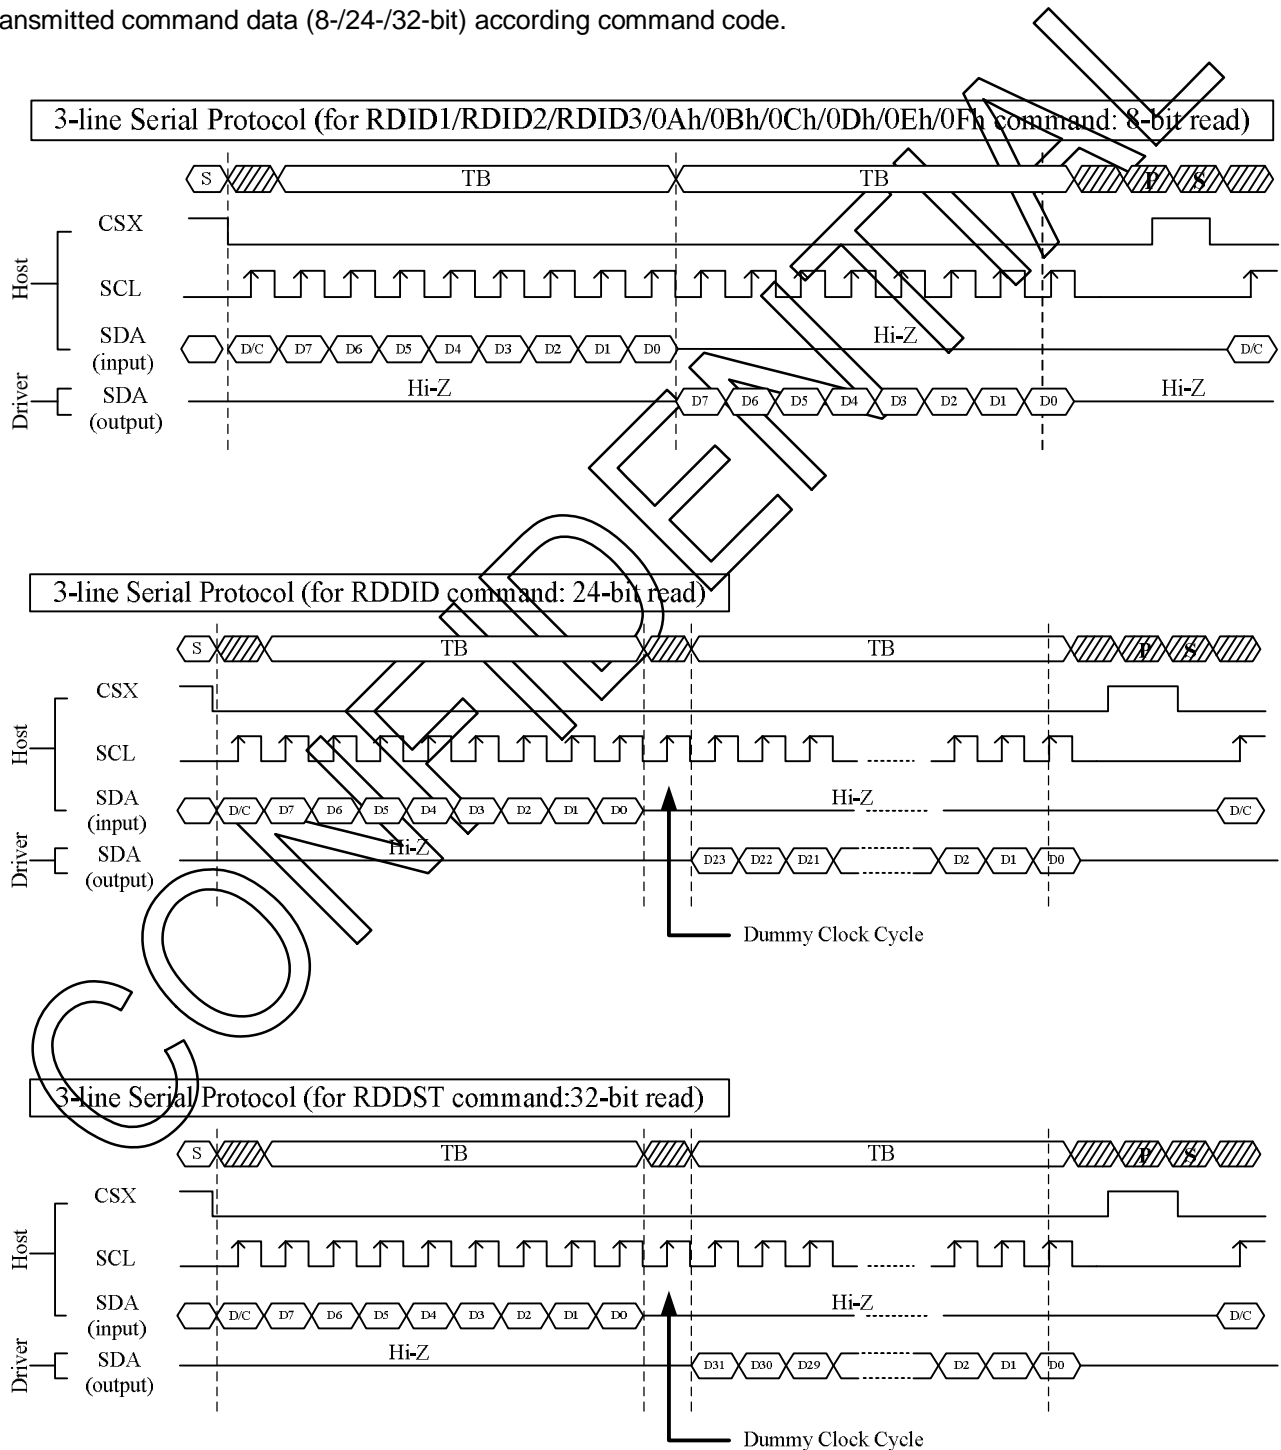 ansmitted command data (8-/24-/32-bit) according command code.
CONFIDENTIAL
3-line Serial Protocol (for RDID1/RDID2/RDID3/0Ah/0Bh/0Ch/0Dh/0Eh/0Fh command: 8-bit read)
S TB TB P S
Host
CSX
SCL
SDA (input) D/C D7 D6 D5 D4 D3 D2 D1 D0 Hi-Z D/C
Driver
SDA (output) Hi-Z D7 D6 D5 D4 D3 D2 D1 D0 Hi-Z
3-line Serial Protocol (for RDDID command: 24-bit read)
S TB TB P S
Host
CSX
SCL
SDA (input) D/C D7 D6 D5 D4 D3 D2 D1 D0 Hi-Z D/C
Driver
SDA (output) Hi-Z D23 D22 D21 D2 D1 D0
Dummy Clock Cycle
3-line Serial Protocol (for RDDST command:32-bit read)
S TB TB P S
Host
CSX
SCL
SDA (input) D/C D7 D6 D5 D4 D3 D2 D1 D0 Hi-Z D/C
Driver
SDA (output) Hi-Z D31 D30 D29 D2 D1 D0
Dummy Clock Cycle